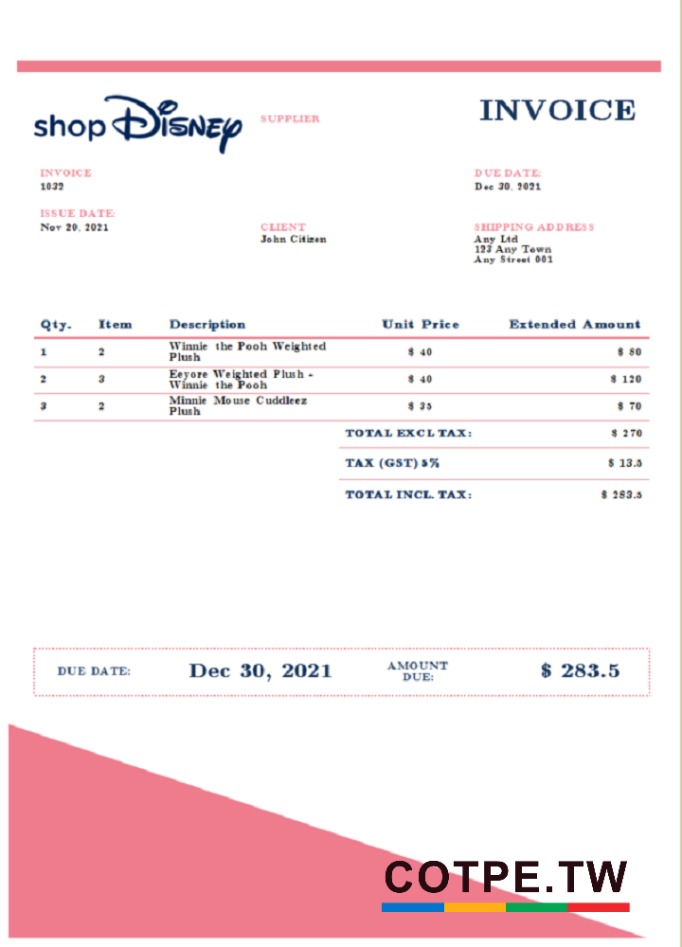 shop Disney
SUPPLIER
INVOICE
INVOICE
1032
DUE DATE:
Dec 30, 2021
ISSUE DATE:
Nov 20, 2021
CLIENT
John Citizen
SHIPPING ADDRESS
Any Ltd
123 Any Town
Any Street 001
Qty. Item Description Unit Price Extended Amount
1 2 Winnie the Pooh Weighted $ 40 $ 80
Plush
2 3 Eeyore Weighted Plush - $ 40 $ 120
Winnie the Pooh
3 2 Minnie Mouse Cuddleez $ 35 $ 70
Plush
TOTAL EXCL TAX: $ 270
TAX (GST) 5% $ 13.5
TOTAL INCL. TAX: $ 283.5
DUE DATE: Dec 30, 2021 AMOUNT $ 283.5
DUE:
COTPE.TW